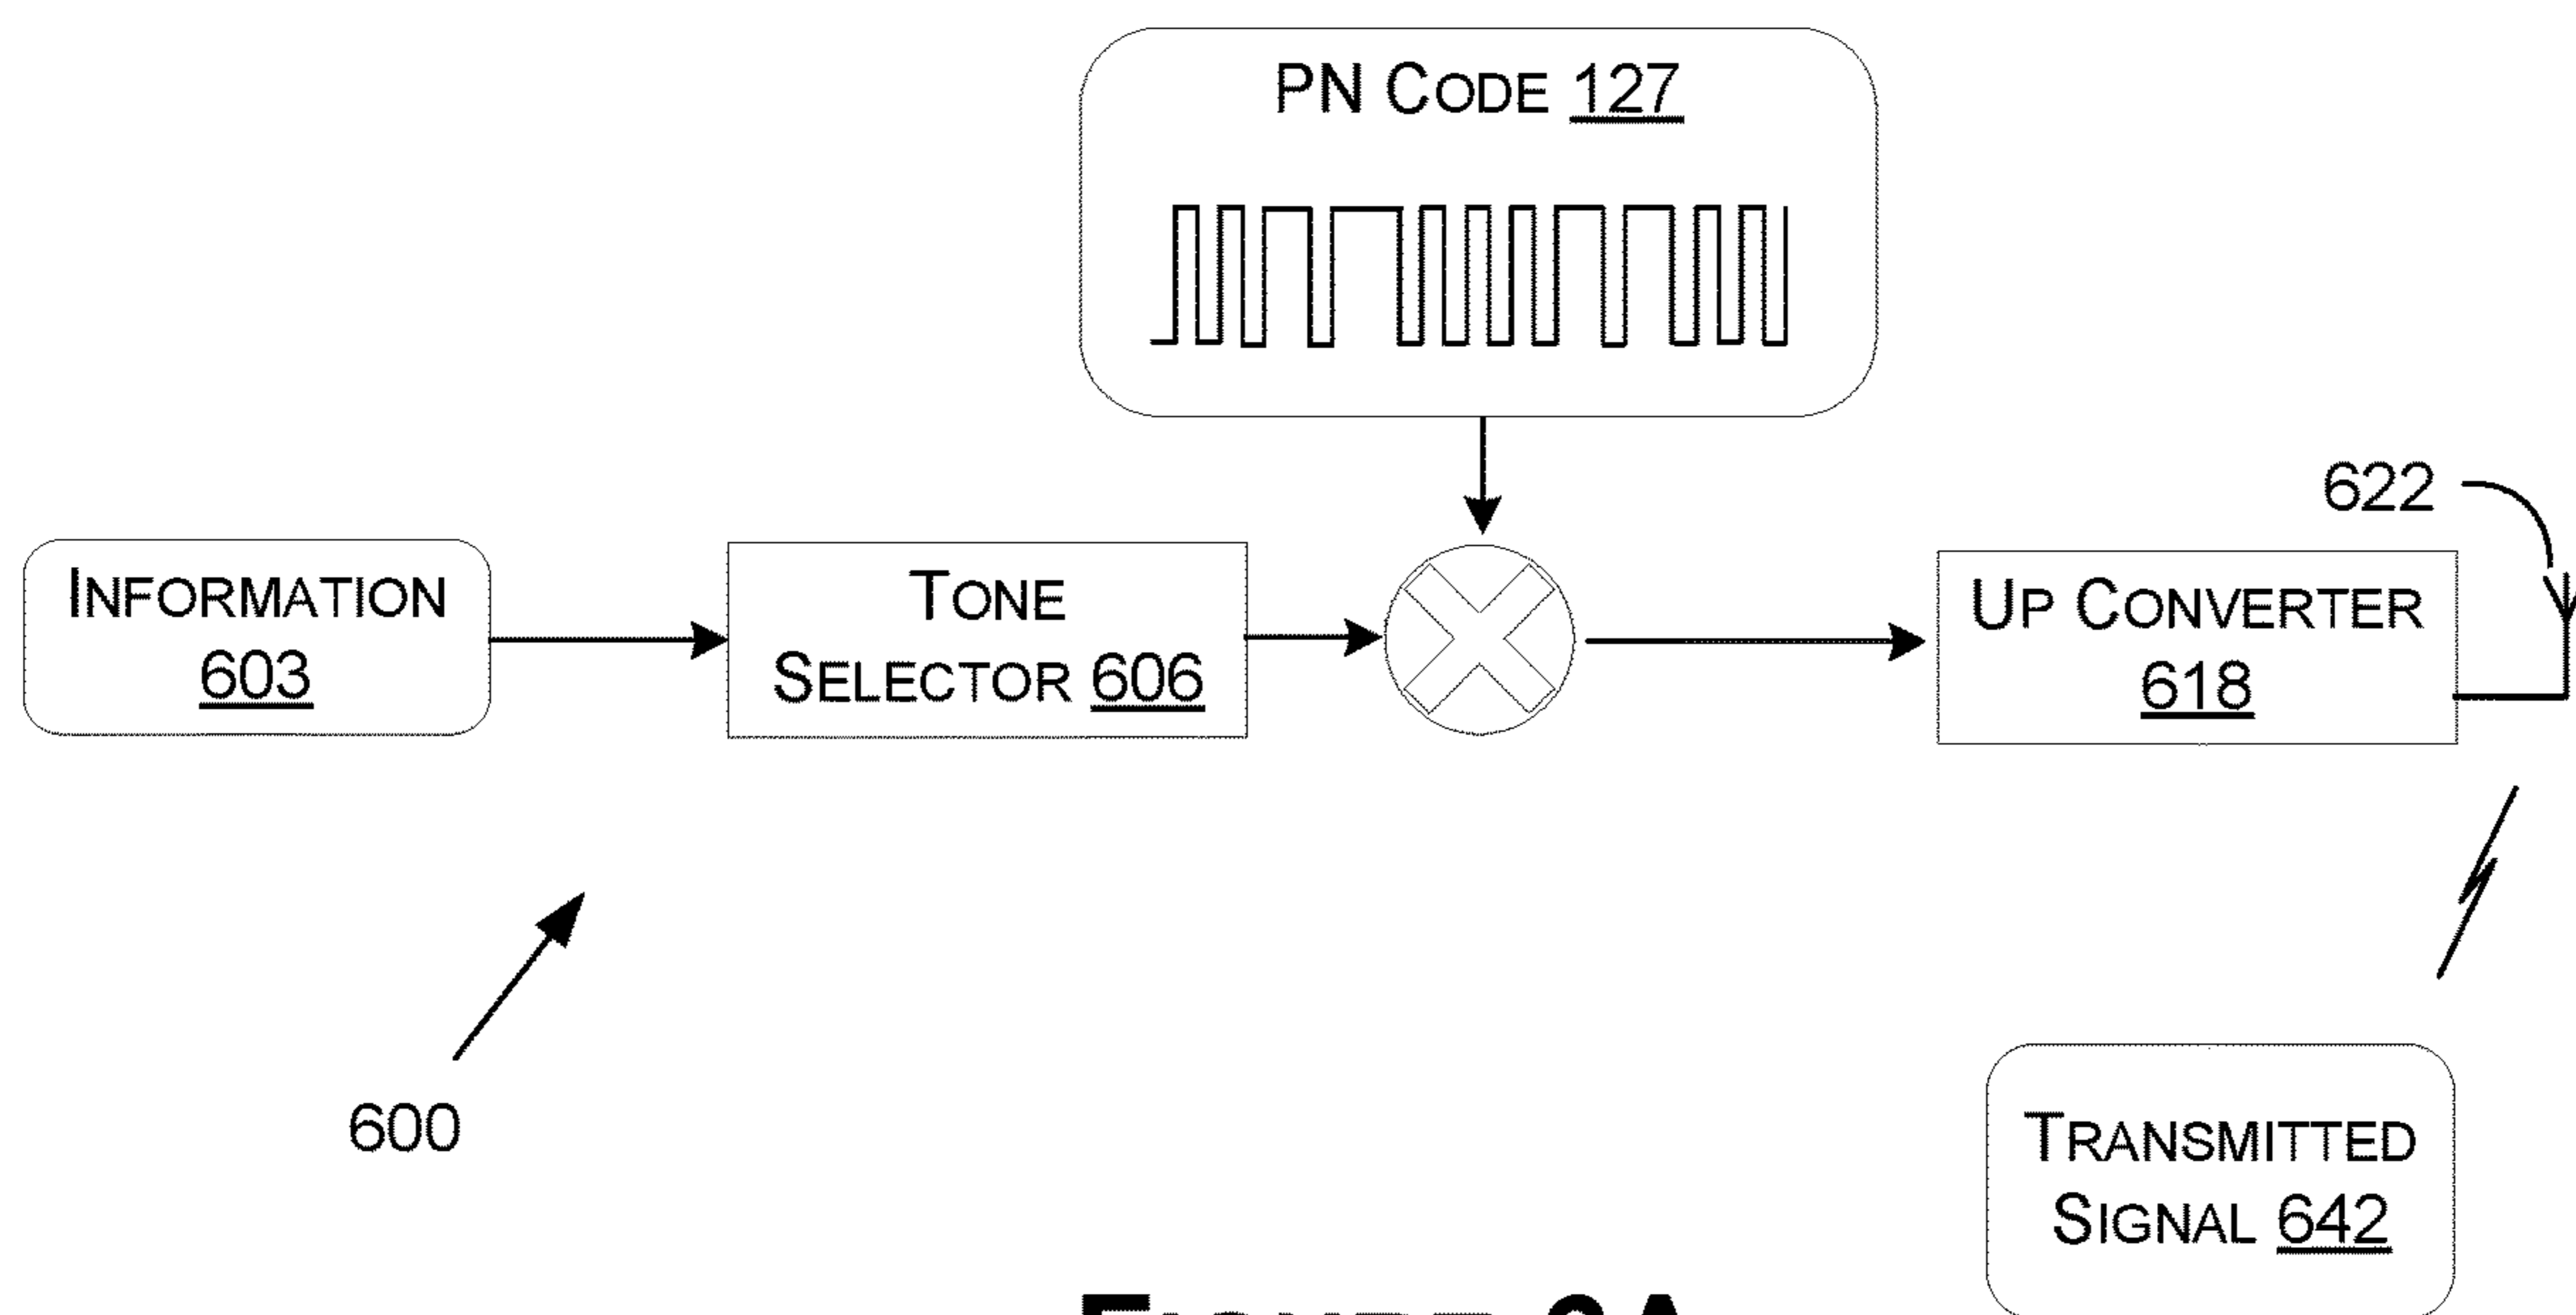 PN CODE 127
622
INFORMATION
603
TONE
SELECTOR 606
UP CONVERTER
618
600
TRANSMITTED
SIGNAL 642